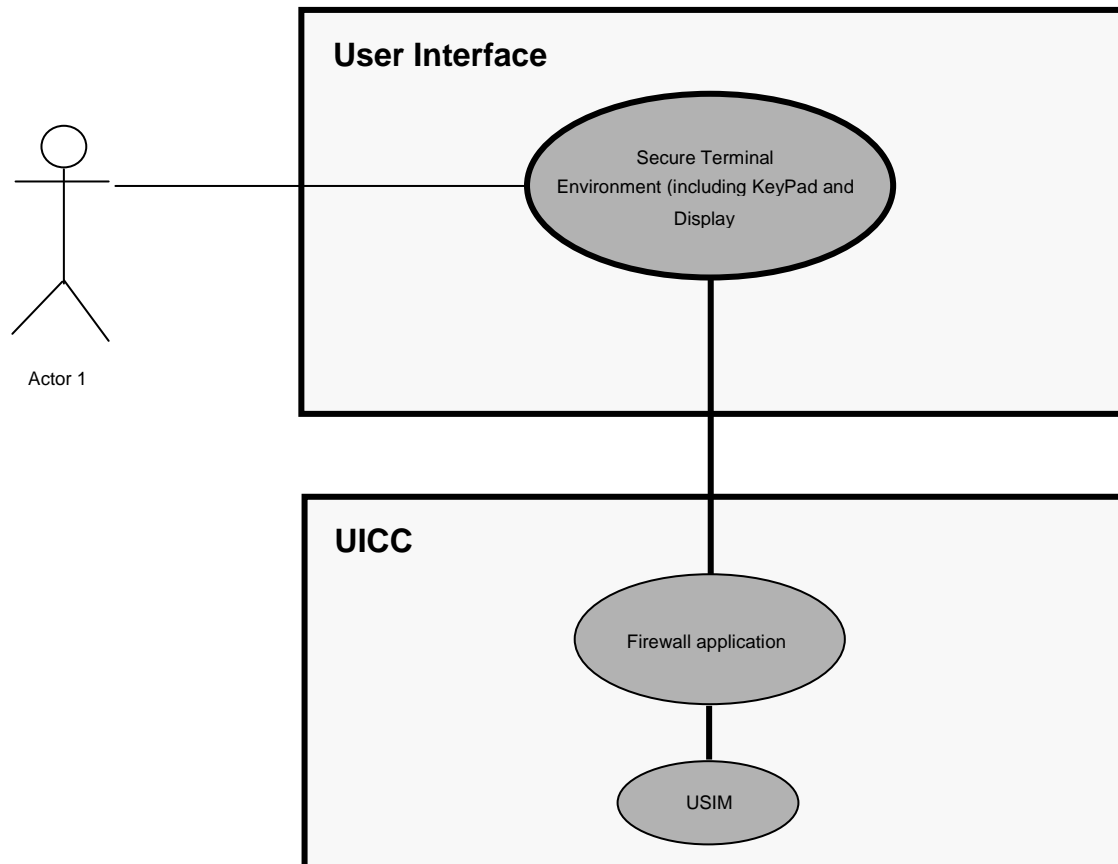 User Interface
Secure Terminal
Environment (including KeyPad and
Display
Actor 1
UICC
Firewall application
USIM